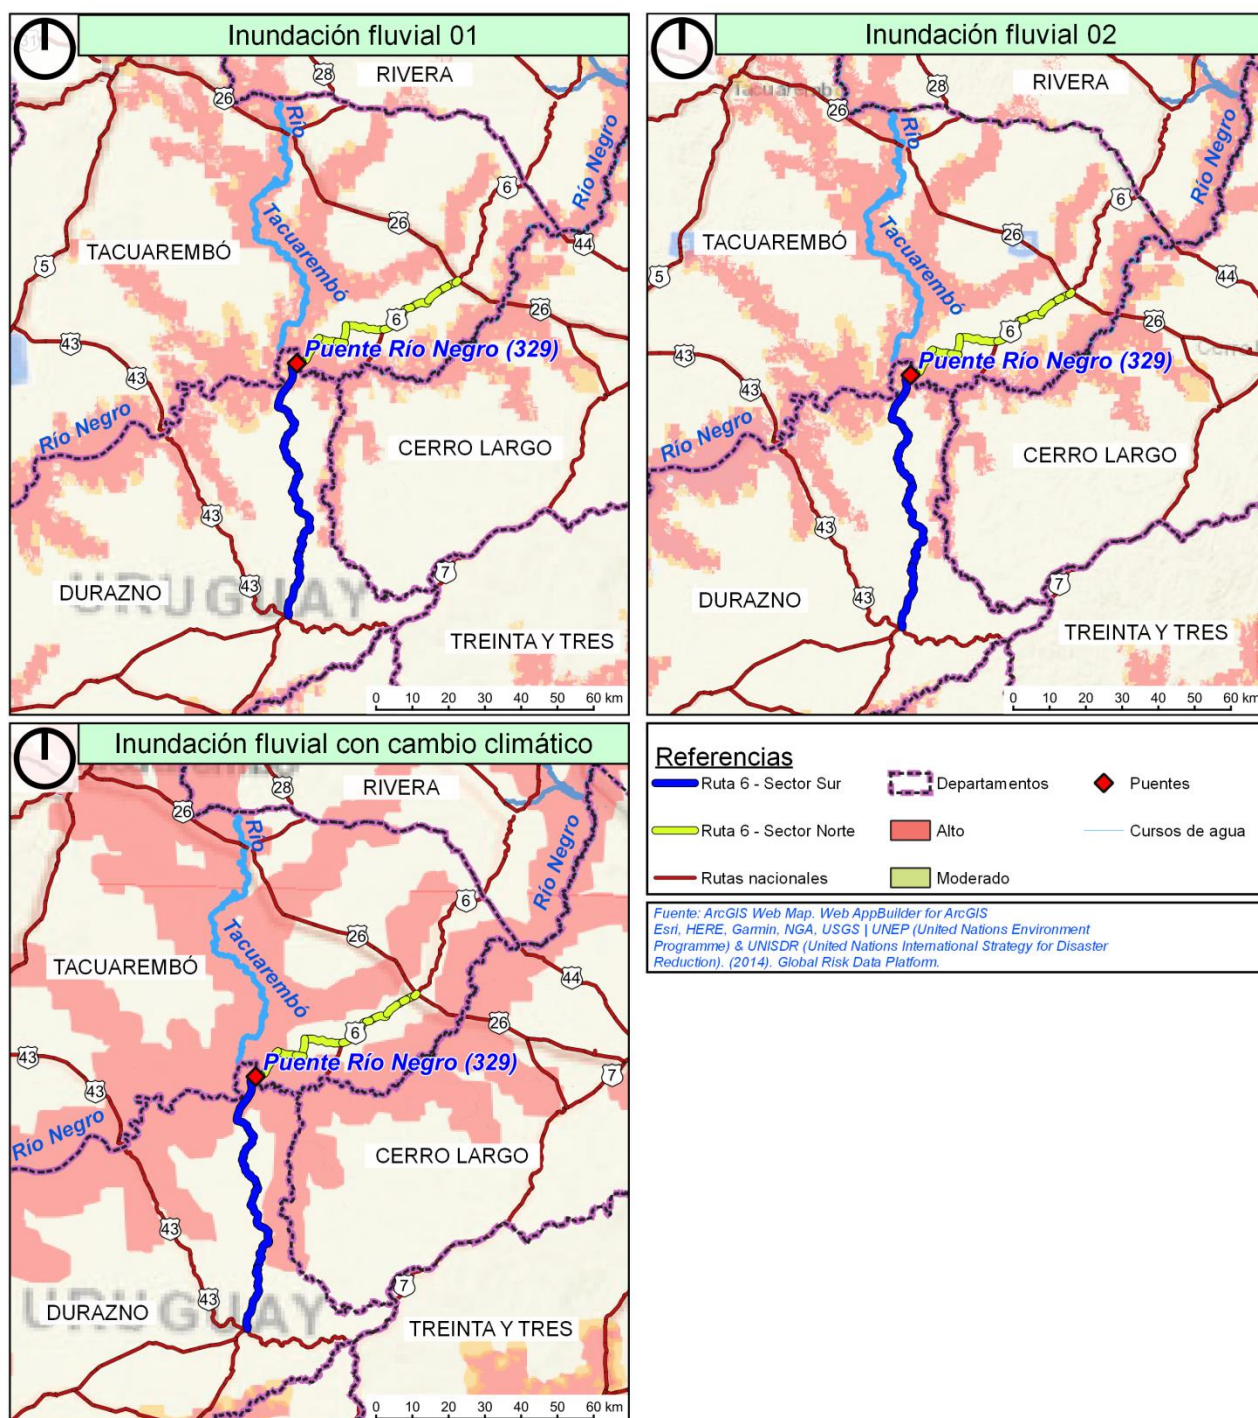 Inundación fluvial 01
28
RIVERA
26
Río
Río Negro
6
Tacuarembó
26
TACUAREMBÓ
44
5
6
26
43
Puente Río Negro (329)
43
Río Negro
CERRO LARGO
43
7
DURAZNO
43
URUGUAY
TREINTA Y TRES
0 10 20 30 40 50 60 km
Inundación fluvial 02
28
RIVERA
26
Río
Río Negro
6
Tacuarembó
26
TACUAREMBÓ
44
5
6
26
43
Puente Río Negro (329)
43
Río Negro
CERRO LARGO
43
7
DURAZNO
43
TREINTA Y TRES
0 10 20 30 40 50 60 km
Inundación fluvial con cambio climático
28
RIVERA
26
Río
Río Negro
6
Tacuarembó
26
TACUAREMBÓ
44
6
26
43
Puente Río Negro (329)
7
43
Río Negro
CERRO LARGO
43
7
DURAZNO
43
URUGUAY
TREINTA Y TRES
0 10 20 30 40 50 60 km
Referencias
Ruta 6 - Sector Sur
Departamentos
Puentes
Ruta 6 - Sector Norte
Alto
Cursos de agua
Rutas nacionales
Moderado
Fuente: ArcGIS Web Map. Web AppBuilder for ArcGIS
Esri, HERE, Garmin, NGA, USGS | UNEP (United Nations Environment
Programme) & UNISDR (United Nations International Strategy for Disaster
Reduction). (2014). Global Risk Data Platform.